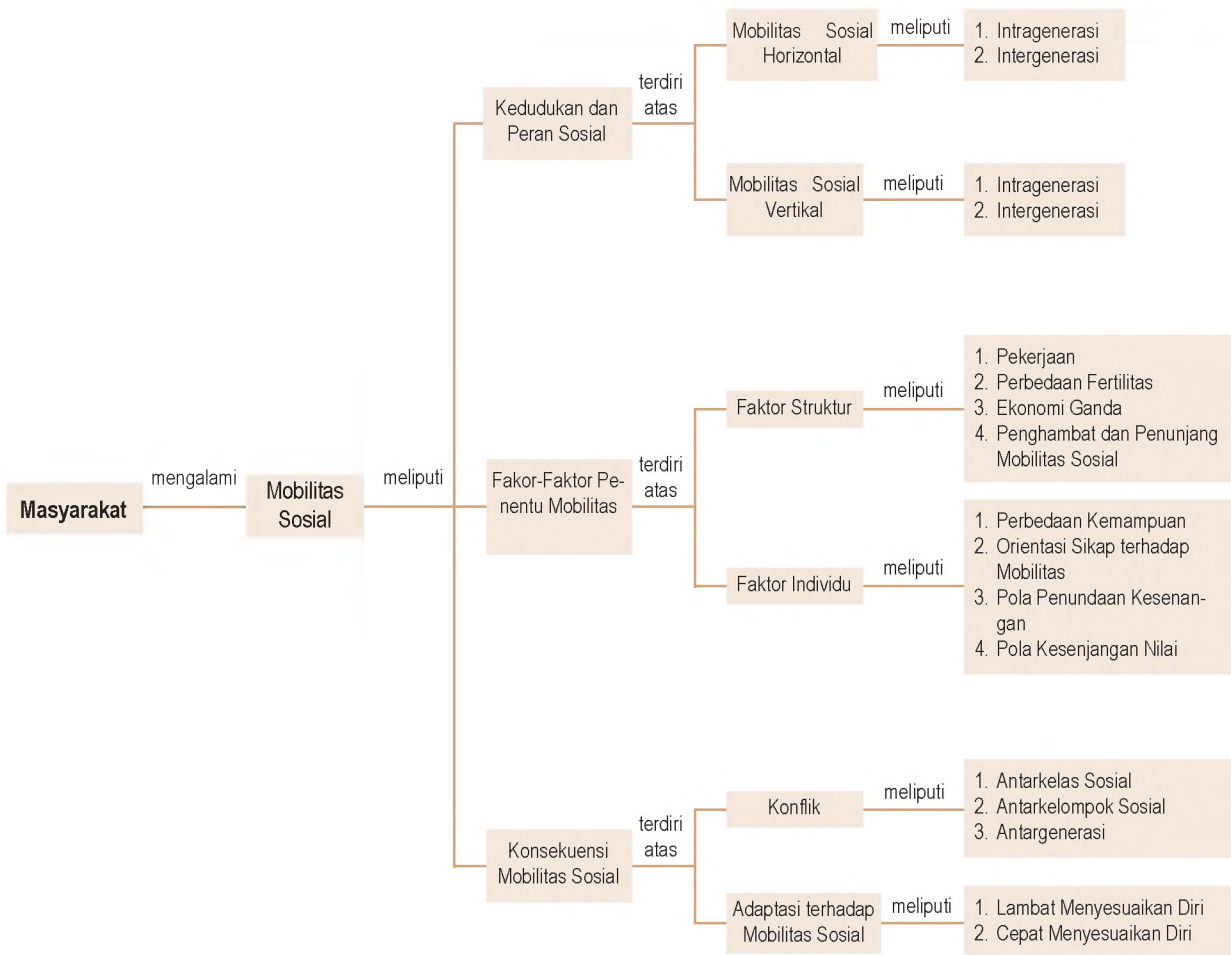 Masyarakat
mengalami
Mobilitas
Sosial
meliputi
Kedudukan dan
Peran Sosial
terdiri
atas
Mobilitas Sosial
Horizontal
meliputi
1. Intragenerasi
2. Intergenerasi
Mobilitas Sosial
Vertikal
meliputi
1. Intragenerasi
2. Intergenerasi
Fakor-Faktor Pe-
nentu Mobilitas
terdiri
atas
Faktor Struktur
meliputi
1. Pekerjaan
2. Perbedaan Fertilitas
3. Ekonomi Ganda
4. Penghambat dan Penunjang
Mobilitas Sosial
Faktor Individu
meliputi
1. Perbedaan Kemampuan
2. Orientasi Sikap terhadap
Mobilitas
3. Pola Penundaan Kesenan-
gan
4. Pola Kesenjangan Nilai
Konsekuensi
Mobilitas Sosial
terdiri
atas
Konflik
meliputi
1. Antarkelas Sosial
2. Antarkelompok Sosial
3. Antargenerasi
Adaptasi terhadap
Mobilitas Sosial
meliputi
1. Lambat Menyesuaikan Diri
2. Cepat Menyesuaikan Diri